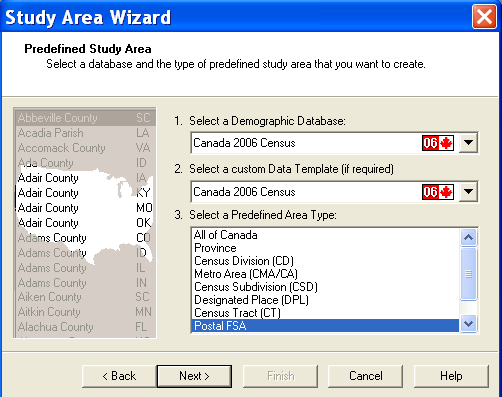 Study Area Wizard
Predefined Study Area
Select a database and the type of predefined study area that you want to create.
Abbeville County SC
Acadia Parish LA
Accomack County VA
Ada County ID
Adair County IA
Adair County KY
Adair County MO
Adair County OK
Adams County CO
Adams County ID
Adams County IL
Adams County IN
Aiken County SC
Aitkin County MN
Alachua County FL
1. Select a Demographic Database:
Canada 2006 Census 06
2. Select a custom Data Template (if required)
Canada 2006 Census 06
3. Select a Predefined Area Type:
All of Canada
Province
Census Division (CD)
Metro Area (CMA/CA)
Census Subdivision (CSD)
Designated Place (DPL)
Census Tract (CT)
Postal FSA
< Back
Next >
Finish
Cancel
Help